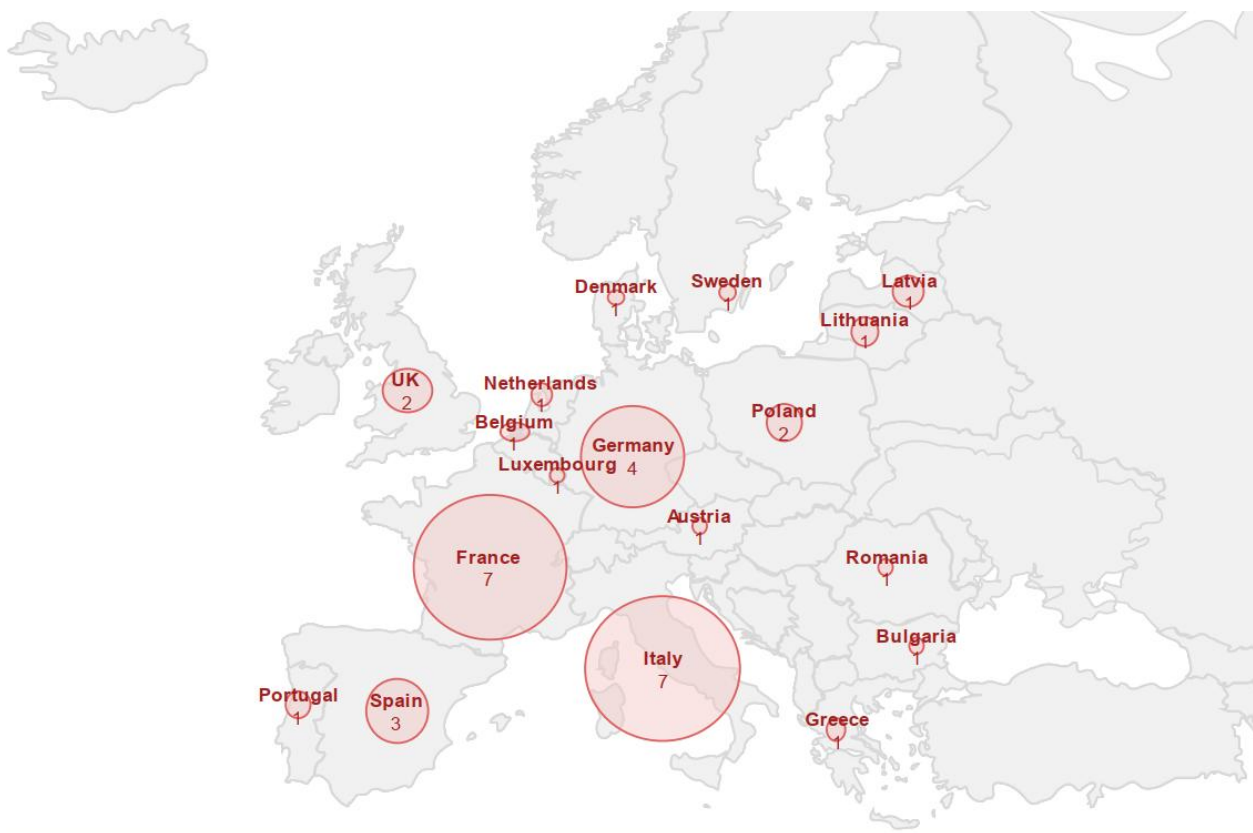 Sweden
1
Latvia
1
Denmark
1
Lithuania
1
UK
2
Netherlands
1
Poland
2
Belgium
1
Germany
4
Luxembourg
1
Austria
1
France
7
Romania
1
Bulgaria
1
Italy
7
Portugal
1
Spain
3
Greece
1